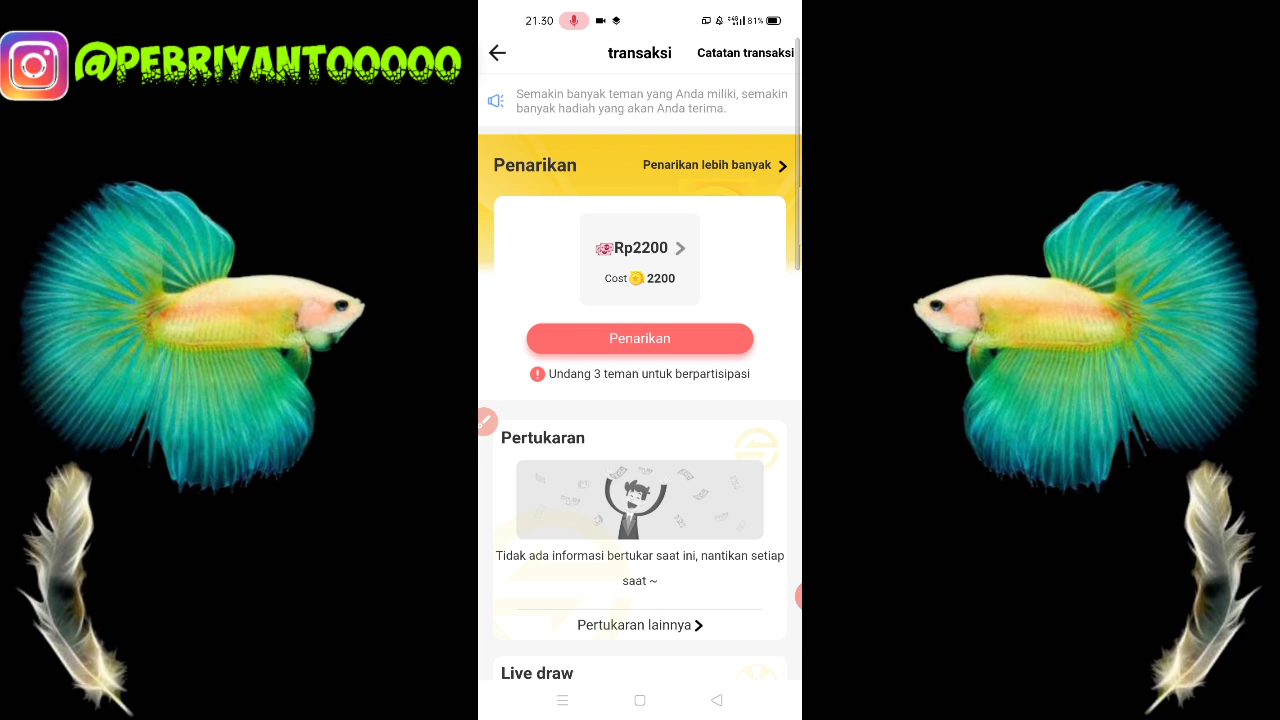 @PEBRIYANTOOOOO
21.30
81%
transaksi
Catatan transaksi
Semakin banyak teman yang Anda miliki, semakin
banyak hadiah yang akan Anda terima.
Penarikan
Penarikan lebih banyak
Rp2200
Cost 2200
Penarikan
Undang 3 teman untuk berpartisipasi
Pertukaran
Tidak ada informasi bertukar saat ini, nantikan setiap
saat ~
Pertukaran lainnya
Live draw